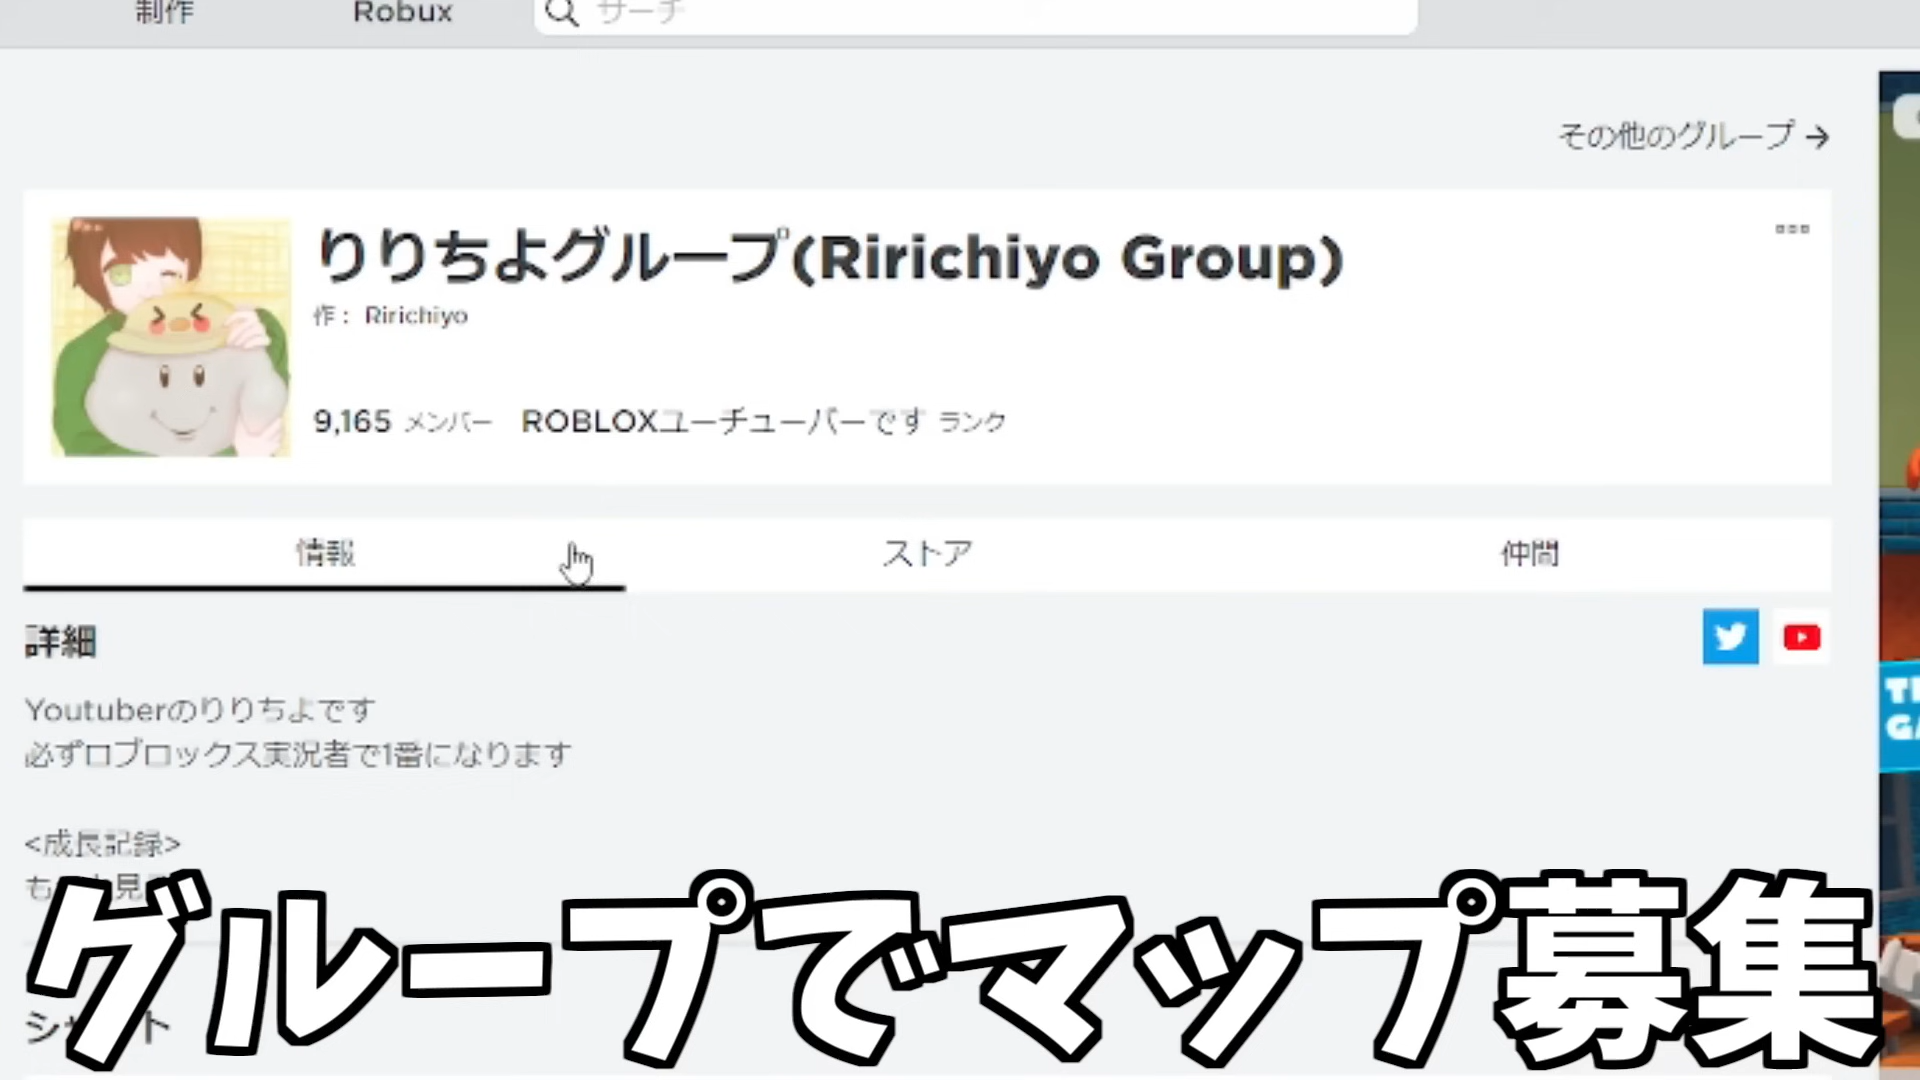 制作
Robux
サーチ
その他のグループ →
りりちよグループ(Ririchiyo Group)
作： Ririchiyo
9,165 メンバー ROBLOXユーチューバーです ランク
情報
ストア
仲間
詳細
Youtuberのりりちよです
必ずロブロックス実況者で1番になります
<成長記録>
グループでマップ募集